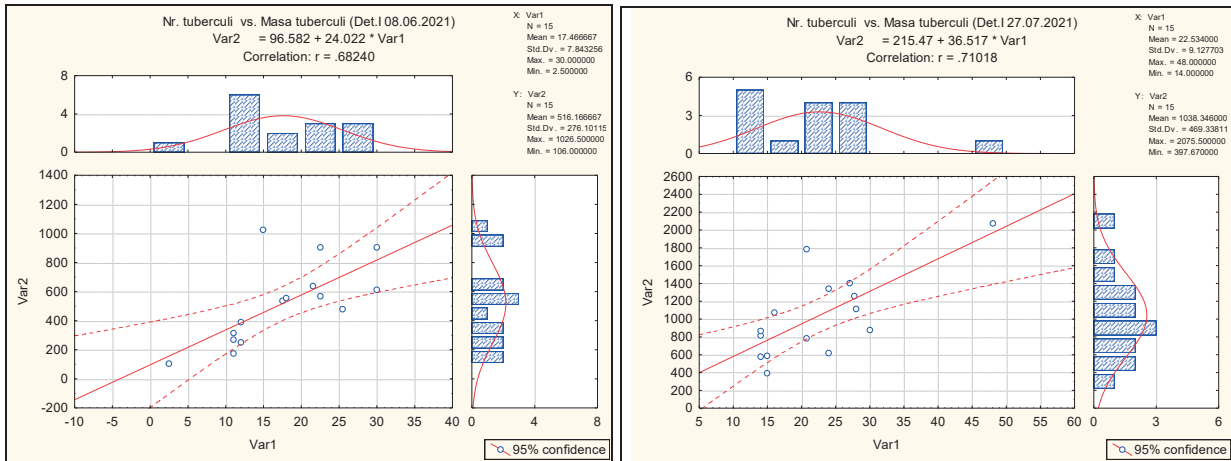 Nr. tuberculi vs. Masa tuberculi (Det.I 08.06.2021)
Var2 = 96.582 + 24.022 * Var1
Correlation: r = .68240
X: Var1
N = 15
Mean = 17.466667
Std.Dv. = 7.843256
Max. = 30.000000
Min. = 2.500000
Y: Var2
N = 15
Mean = 516.166667
Std.Dv. = 276.10115
Max. = 1026.500000
Min. = 106.000000
8
4
0
1400
1200
1000
800
600
400
200
0
-200
Var2
-10 -5 0 5 10 15 20 25 30 35 40
Var1
0 4 8
95% confidence
Nr. tuberculi vs. Masa tuberculi (Det.I 27.07.2021)
Var2 = 215.47 + 36.517 * Var1
Correlation: r = .71018
X: Var1
N = 15
Mean = 22.534000
Std.Dv. = 9.127703
Max. = 48.000000
Min. = 14.000000
Y: Var2
N = 15
Mean = 1038.346000
Std.Dv. = 469.33811
Max. = 2075.500000
Min. = 397.670000
6
3
0
2600
2400
2200
2000
1800
1600
1400
1200
1000
800
600
400
200
0
Var2
5 10 15 20 25 30 35 40 45 50 55 60
Var1
0 3 6
95% confidence